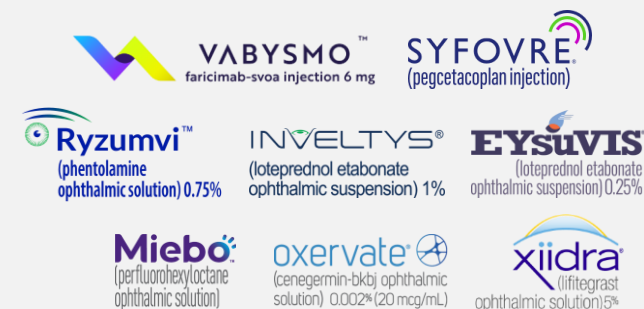 VABYSMO™
faricimab-svoa injection 6 mg
SYFOVRE®
(pegcetacoplan injection)
Ryzumvi™
(phentolamine
ophthalmic solution) 0.75%
INVELTYS®
(loteprednol etabonate
ophthalmic suspension) 1%
EYSUVIS®
(loteprednol etabonate
ophthalmic suspension) 0.25%
Miebo
(perfluorohexyloctane
ophthalmic solution)
oxervate®
(cenegermin-bkbj ophthalmic
solution) 0.002% (20 mcg/mL)
xiidra®
(lifitegrast
ophthalmic solution)5%